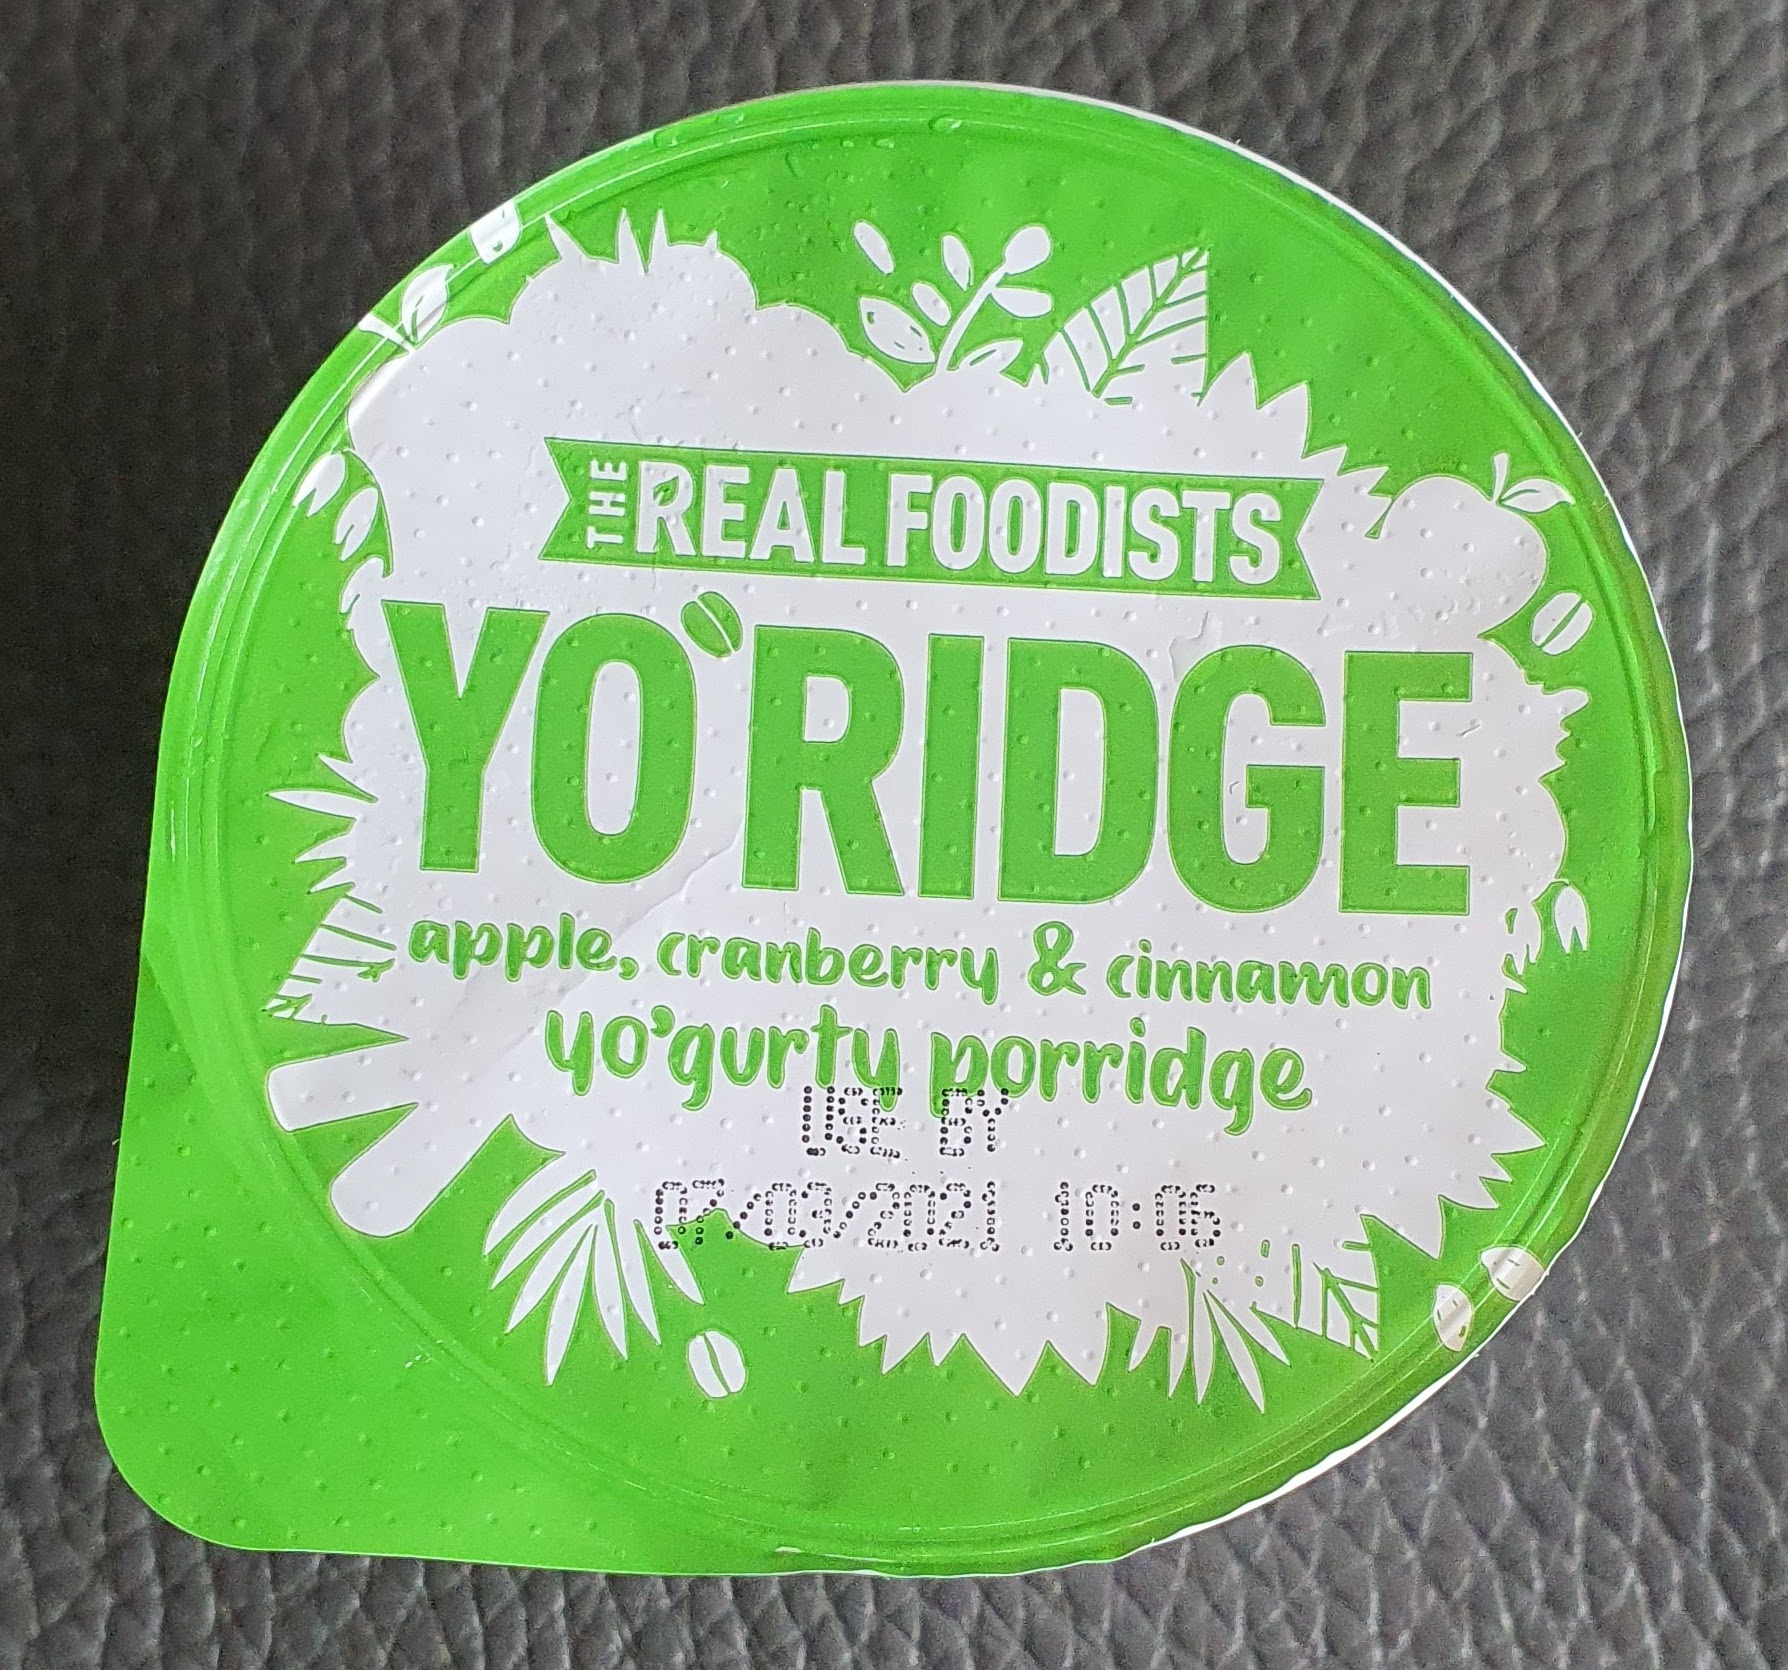 THE REAL FOODISTS
YO'RIDGE
apple, cranberry & cinnamon
yo'gurty porridge
USE BY
07/03/2021 10:05